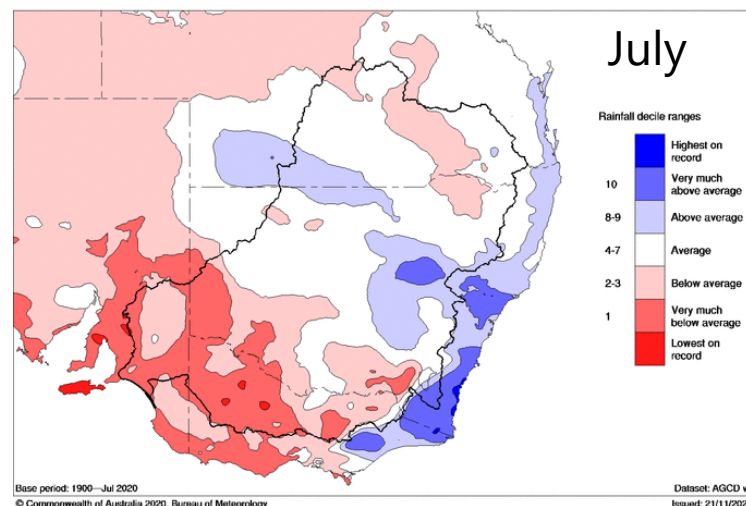 July
Rainfall decile ranges
Highest on
record
10
Very much
above average
8-9
Above average
4-7
Average
2-3
Below average
1
Very much
below average
Lowest on
record
Base period: 1900—Jul 2020
Dataset: AGCD v
© Commonwealth of Australia 2020, Bureau of Meteorology
Issued: 21/11/202